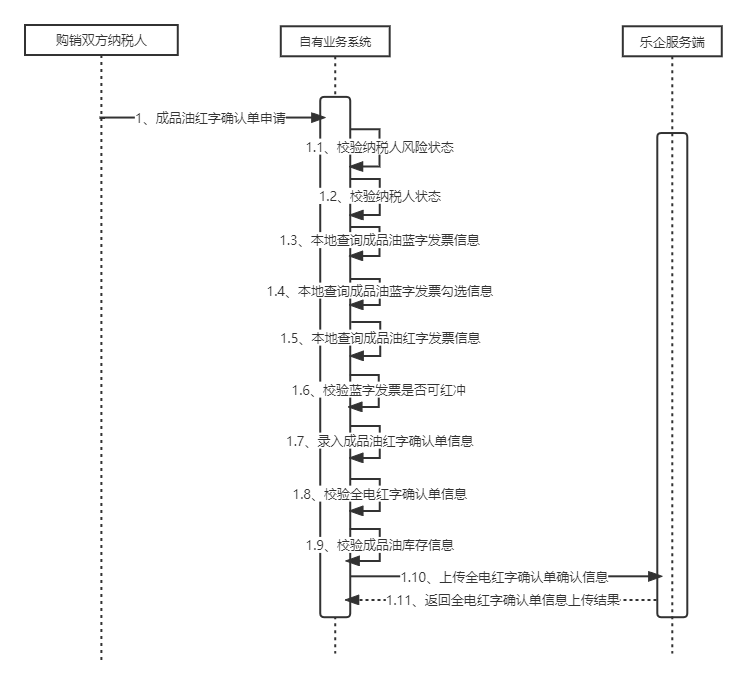 购销双方纳税人
自有业务系统
乐企服务端
1、成品油红字确认单申请
1.1、校验纳税人风险状态
1.2、校验纳税人状态
1.3、本地查询成品油蓝字发票信息
1.4、本地查询成品油蓝字发票勾选信息
1.5、本地查询成品油红字发票信息
1.6、校验蓝字发票是否可红冲
1.7、录入成品油红字确认单信息
1.8、校验全电红字确认单信息
1.9、校验成品油库存信息
1.10、上传全电红字确认单确认信息
1.11、返回全电红字确认单信息上传结果